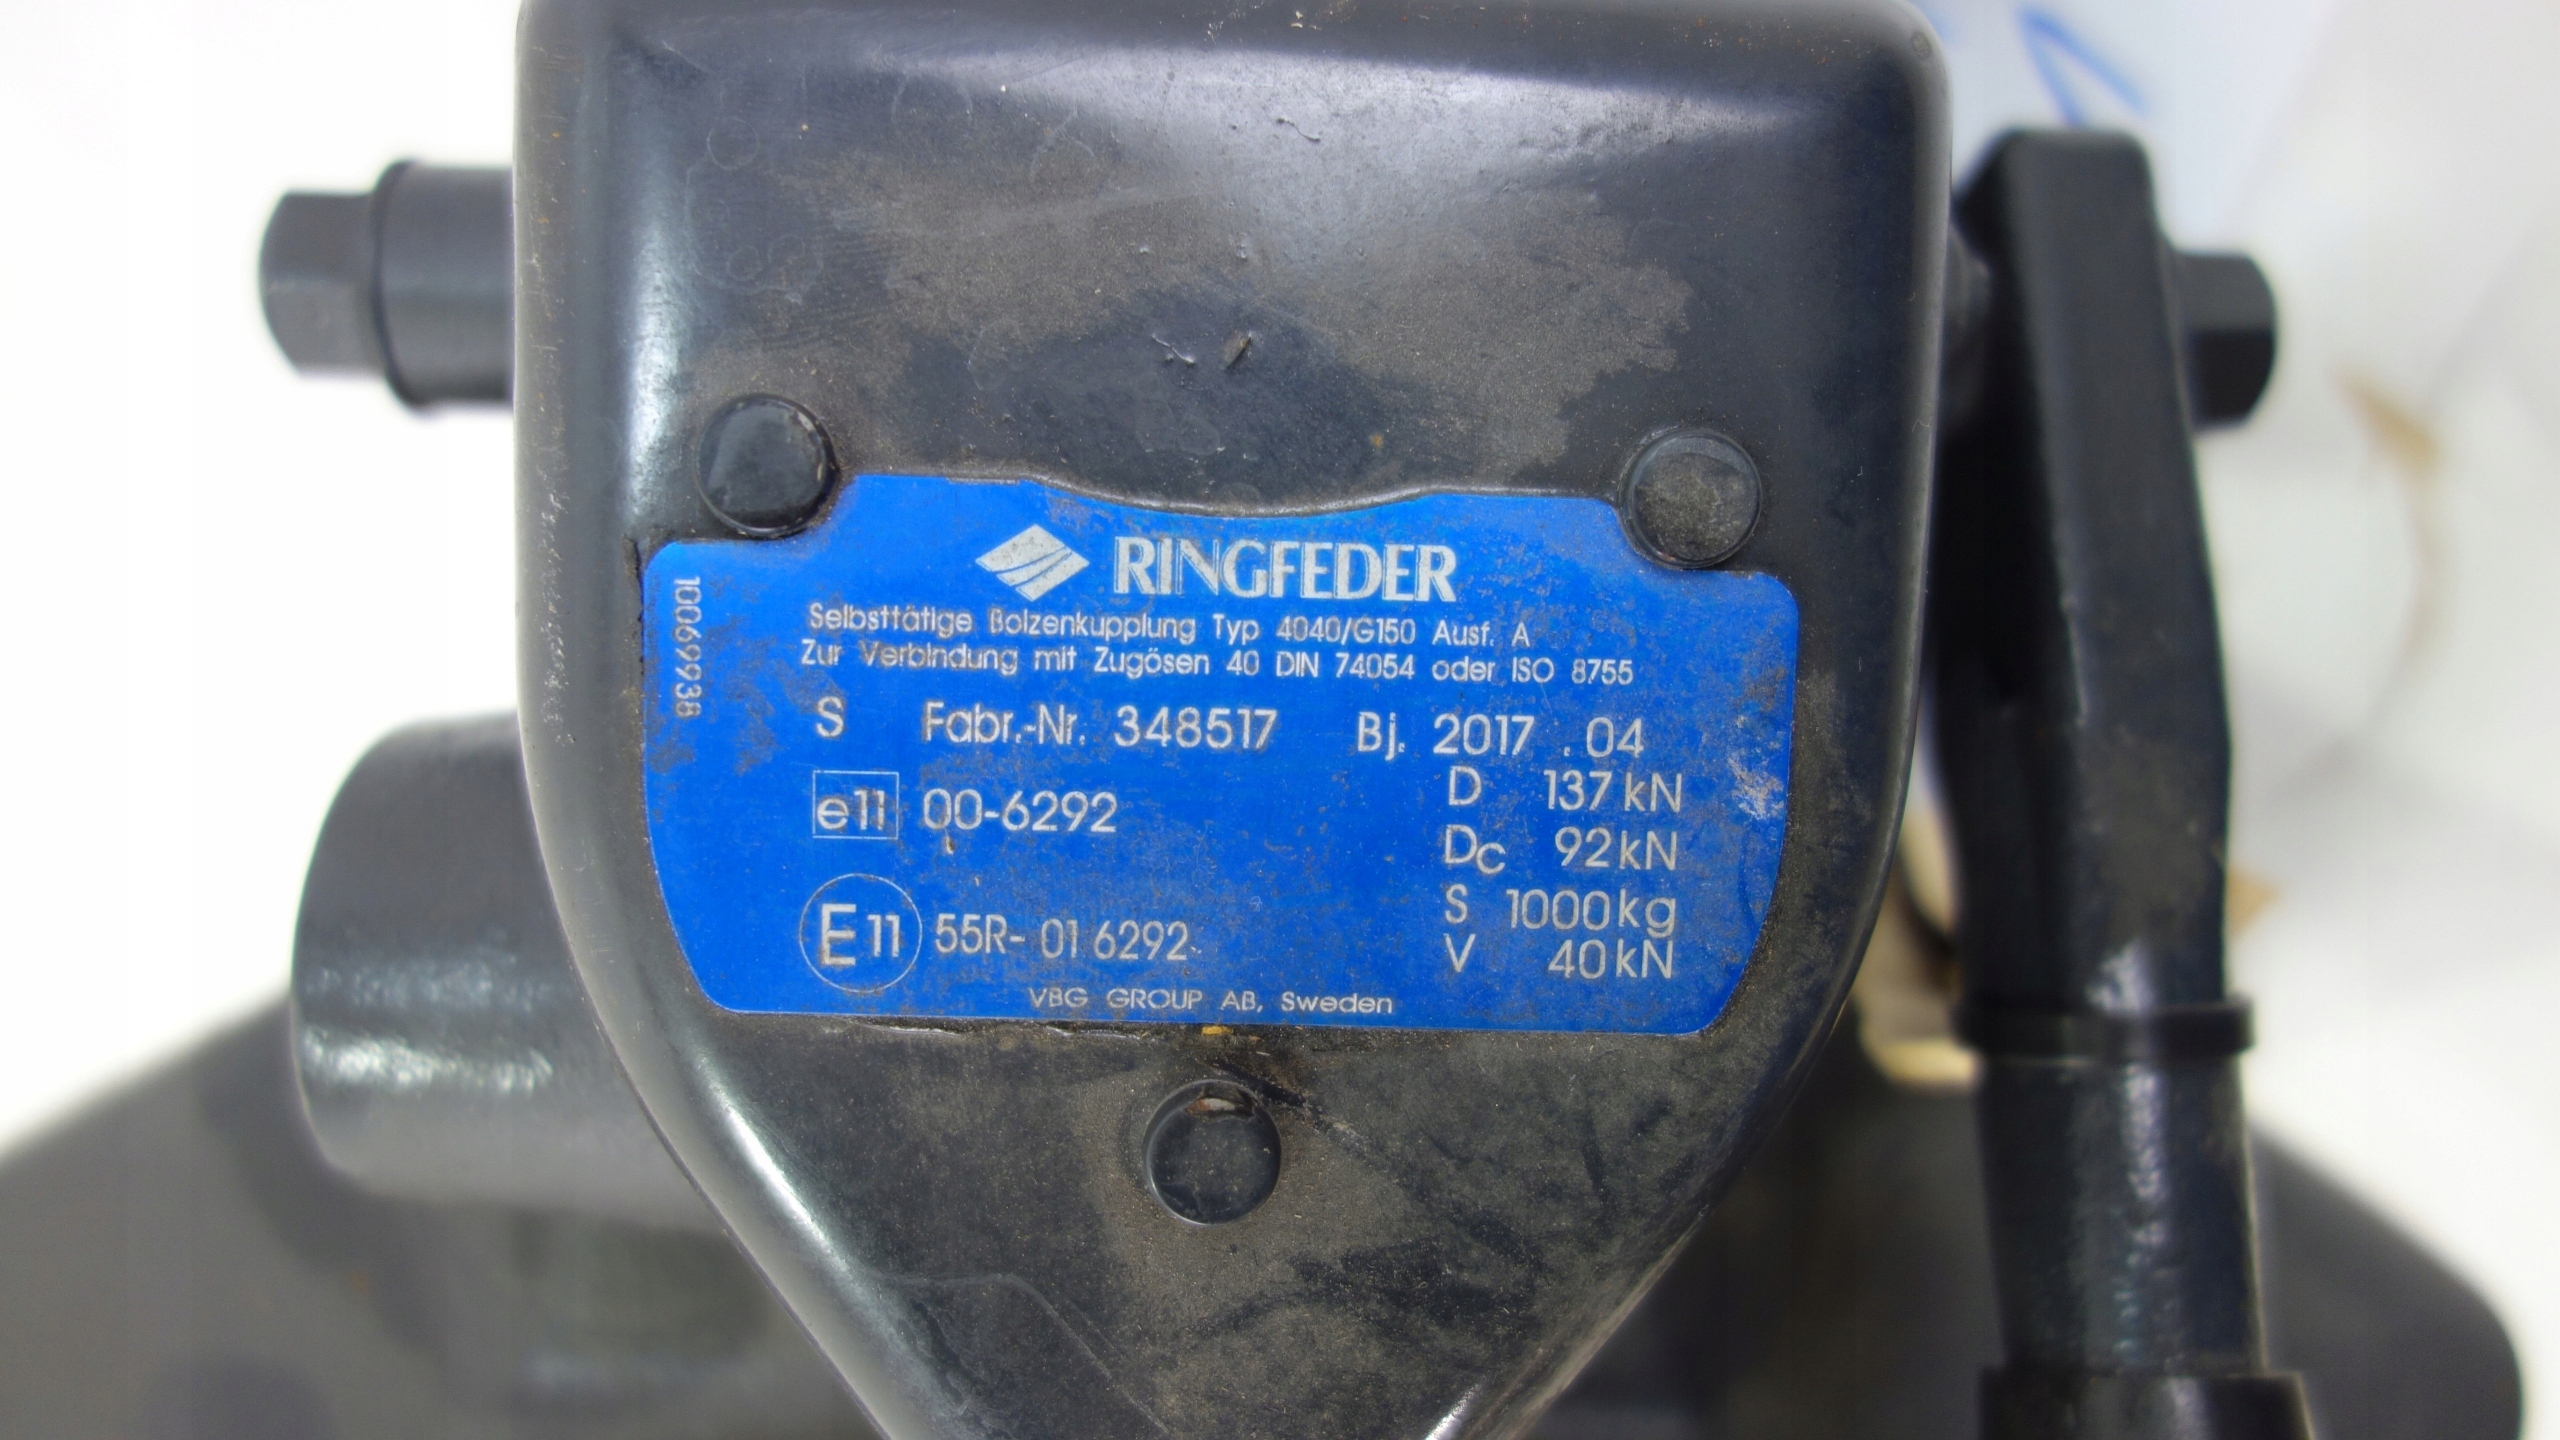 RINGFEDER
Selbsttätige Bolzenkupplung Typ 4040/G150 Ausf. A
Zur Verbindung mit Zugösen 40 DIN 74054 oder ISO 8755
10069938
S Fabr.-Nr. 348517 Bj. 2017 .04
e11 00-6292
D 137 kN
Dc 92 kN
S 1000 kg
V 40 kN
E11 55R- 01 6292
VBG GROUP AB, Sweden